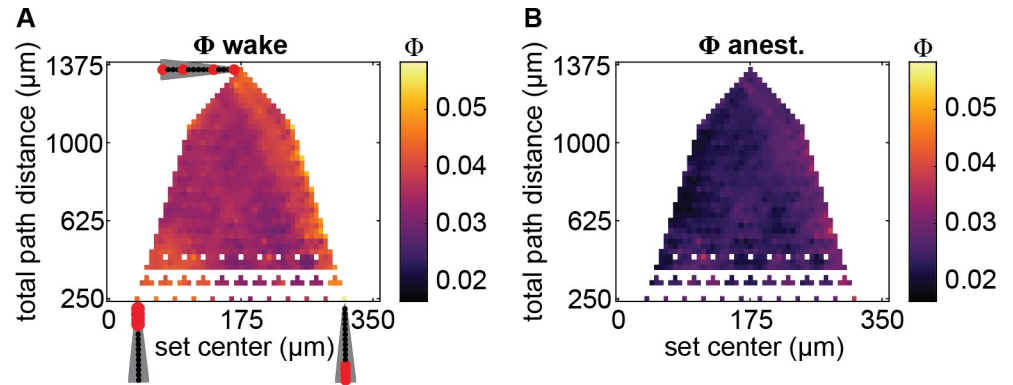 A
Φ wake
Φ
total path distance (μm)
1375
1000
625
250
0
175
350
set center (μm)
0.05
0.04
0.03
0.02
B
Φ anest.
Φ
total path distance (μm)
1375
1000
625
250
0
175
350
set center (μm)
0.05
0.04
0.03
0.02